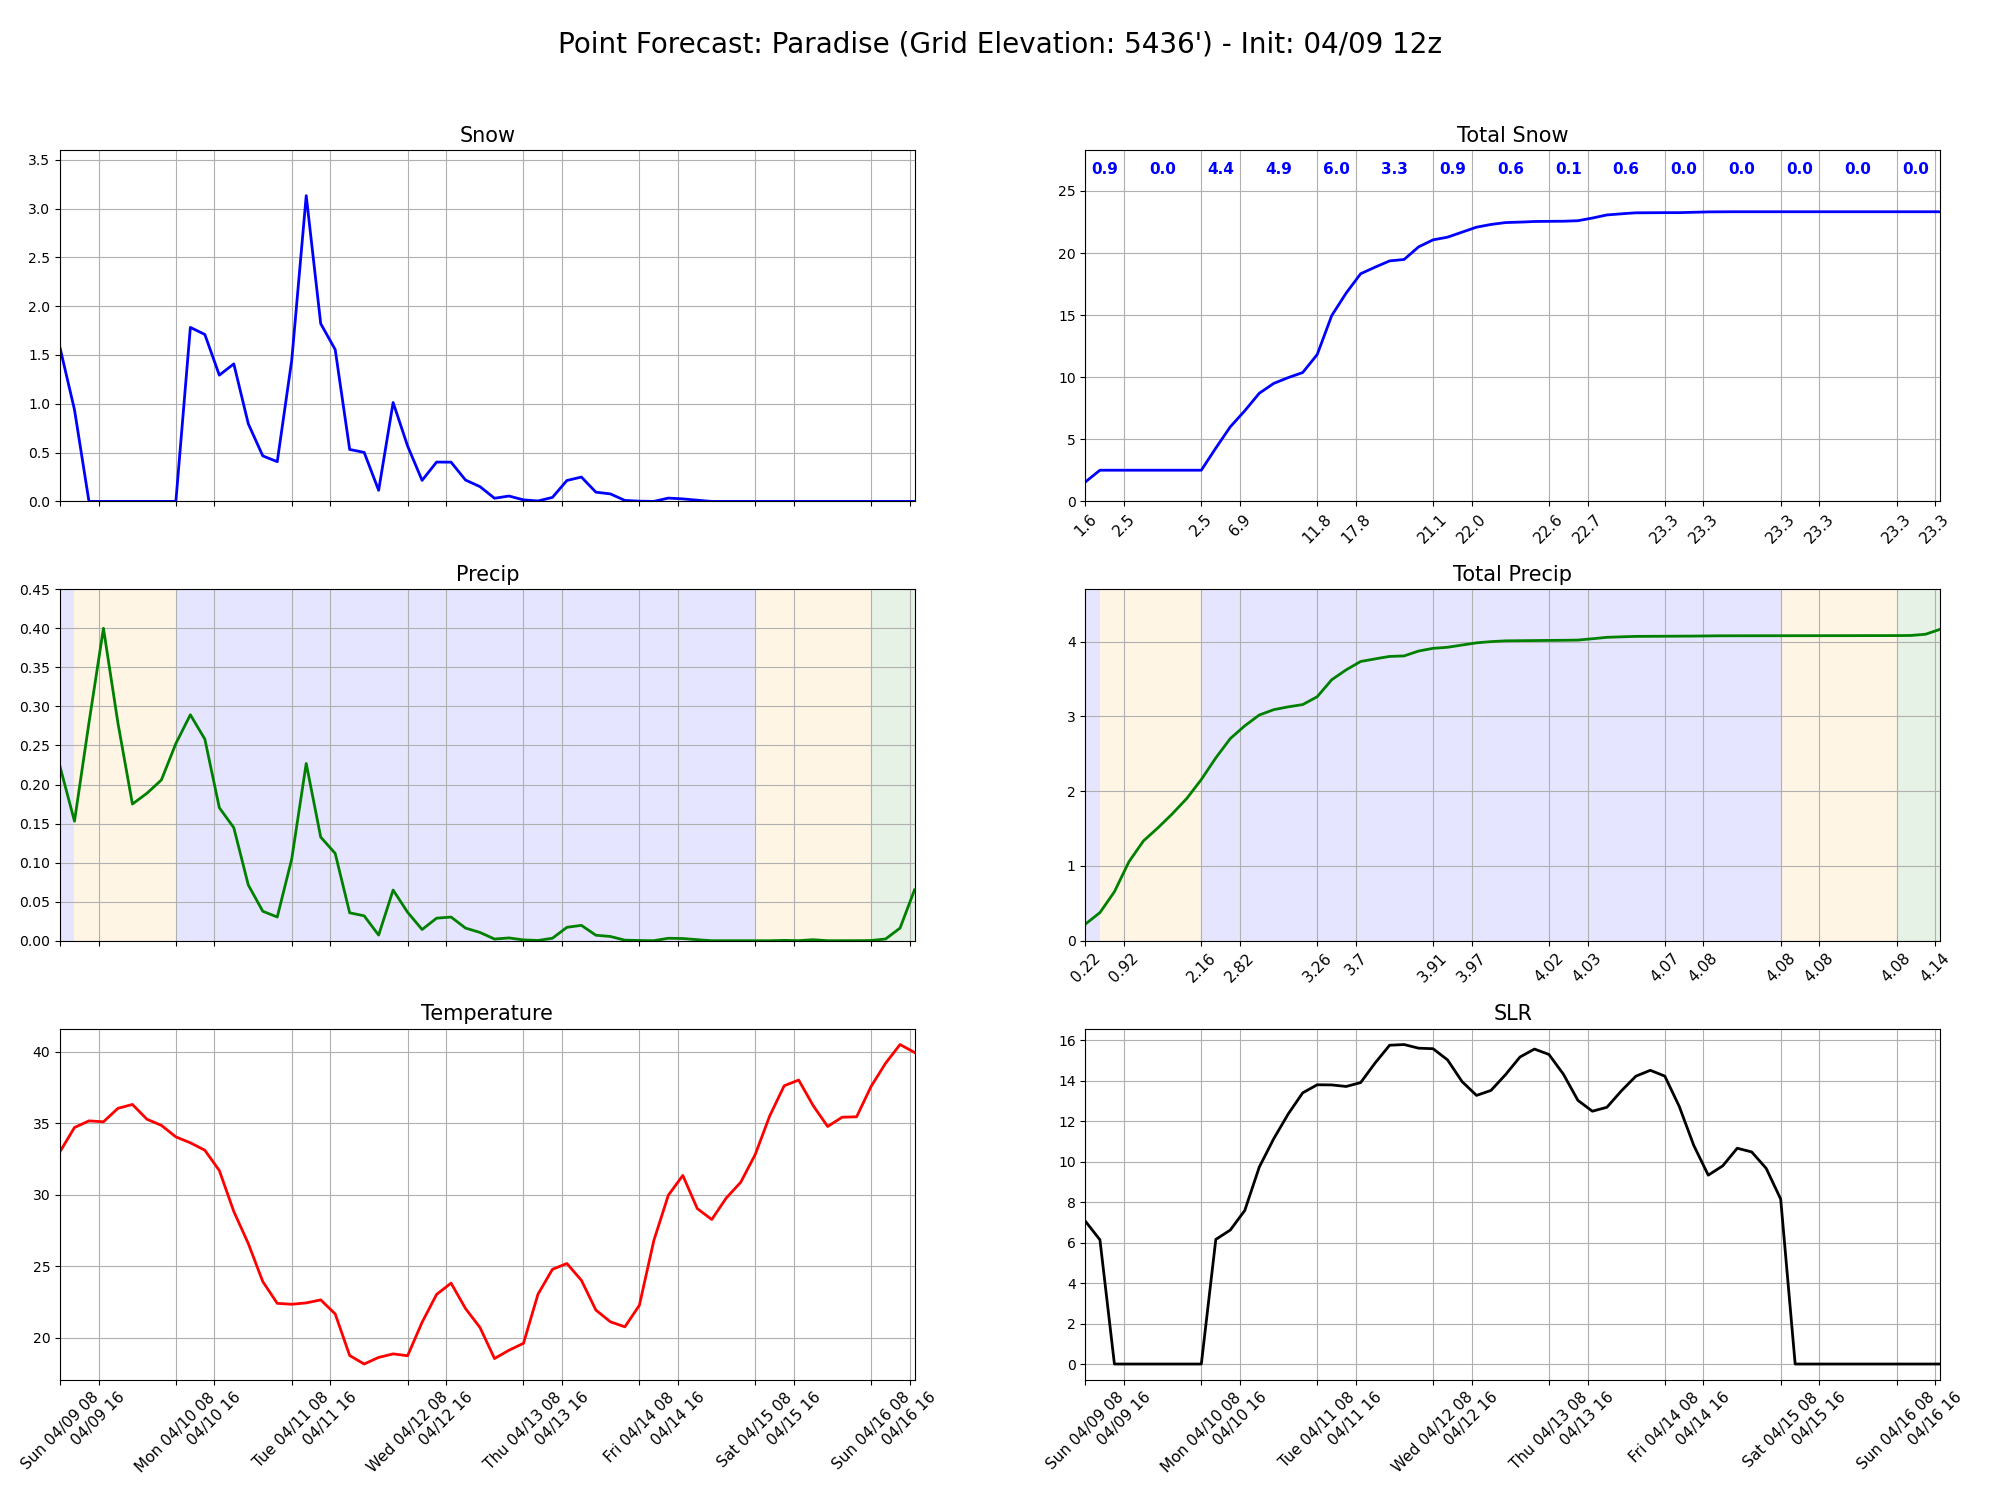 Point Forecast: Paradise (Grid Elevation: 5436') - Init: 04/09 12z
Snow
3.5
3.0
2.5
2.0
1.5
1.0
0.5
0.0
Total Snow
0.9 0.0 4.4 4.9 6.0 3.3 0.9 0.6 0.1 0.6 0.0 0.0 0.0 0.0 0.0
25
20
15
10
5
0
1.6 2.5 2.5 6.9 11.8 17.8 21.1 22.0 22.6 22.7 23.3 23.3 23.3 23.3 23.3 23.3
Precip
0.45
0.40
0.35
0.30
0.25
0.20
0.15
0.10
0.05
0.00
Total Precip
4
3
2
1
0
0.22 0.92 2.16 2.82 3.26 3.7 3.91 3.97 4.02 4.03 4.07 4.08 4.08 4.08 4.08 4.14
Temperature
40
35
30
25
20
Sun 04/09 08
04/09 16
Mon 04/10 08
04/10 16
Tue 04/11 08
04/11 16
Wed 04/12 08
04/12 16
Thu 04/13 08
04/13 16
Fri 04/14 08
04/14 16
Sat 04/15 08
04/15 16
Sun 04/16 08
04/16 16
SLR
16
14
12
10
8
6
4
2
0
Sun 04/09 08
04/09 16
Mon 04/10 08
04/10 16
Tue 04/11 08
04/11 16
Wed 04/12 08
04/12 16
Thu 04/13 08
04/13 16
Fri 04/14 08
04/14 16
Sat 04/15 08
04/15 16
Sun 04/16 08
04/16 16